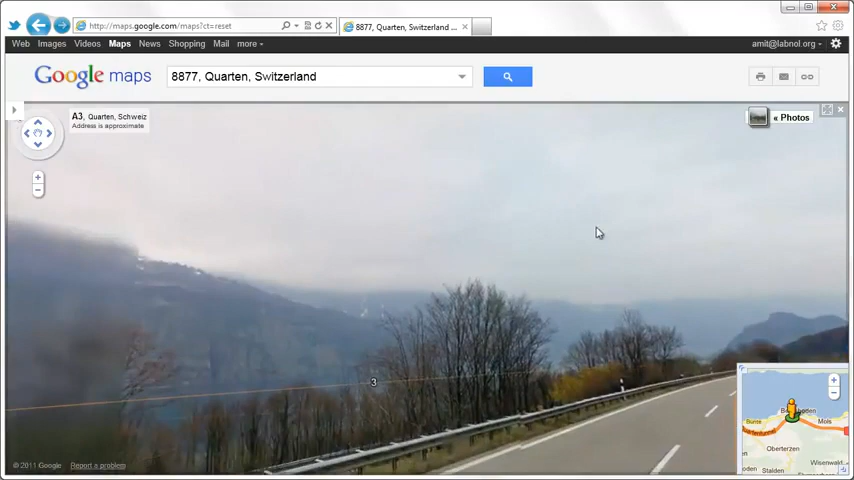 http://maps.google.com/maps?ct=reset
8877, Quarten, Switzerland ...
Web Images Videos Maps News Shopping Mail more
amit@labnol.org
Google maps
8877, Quarten, Switzerland
A3, Quarten, Schweiz
Address is approximate
« Photos
3
Mols
Oberterzen
Stalden
© 2011 Google
Report a problem